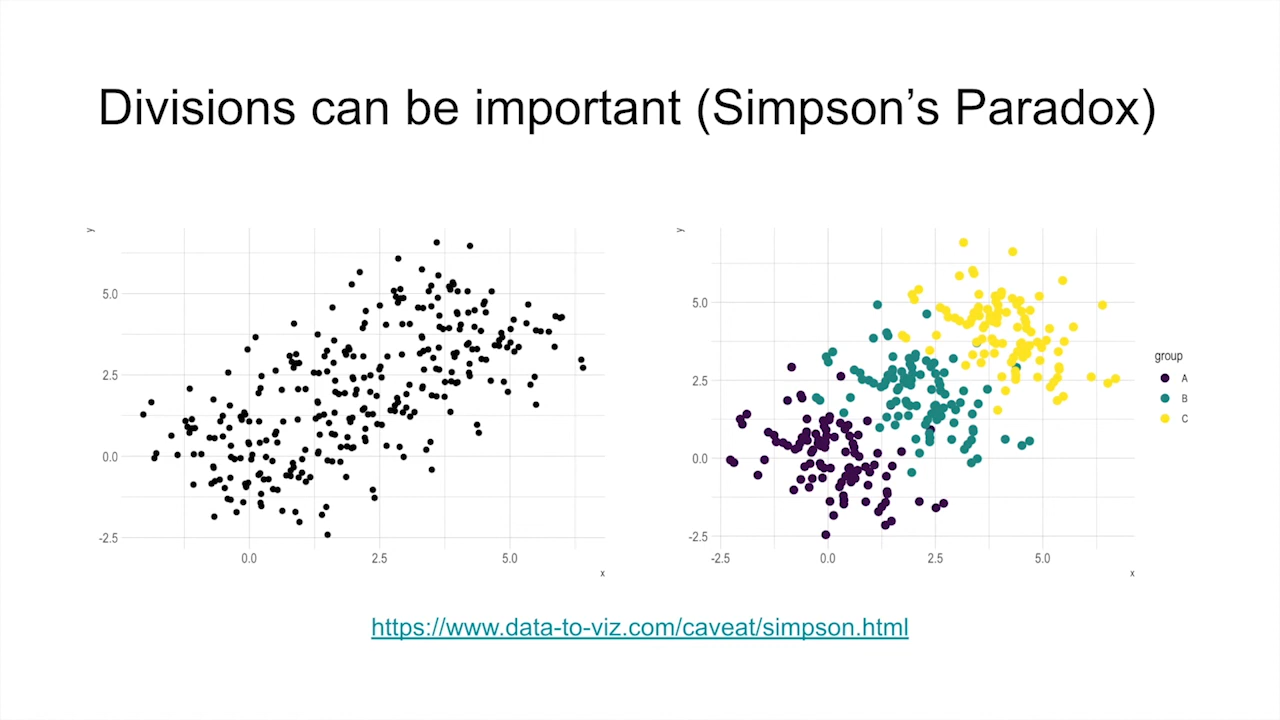 Divisions can be important (Simpson’s Paradox)
y
5.0
2.5
0.0
-2.5
0.0 2.5 5.0
x
y
5.0
2.5
0.0
-2.5
-2.5 0.0 2.5 5.0
x
group
A
B
C
https://www.data-to-viz.com/caveat/simpson.html